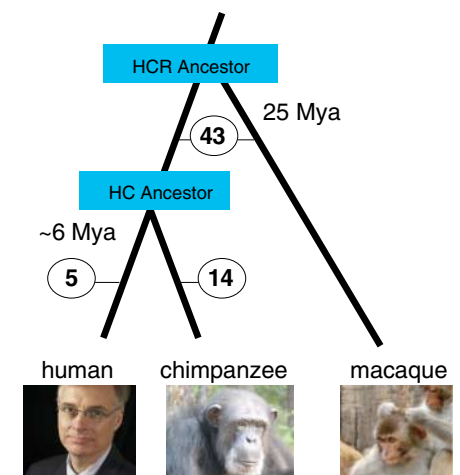 HCR Ancestor
25 Mya
43
HC Ancestor
~6 Mya
5
14
human
chimpanzee
macaque